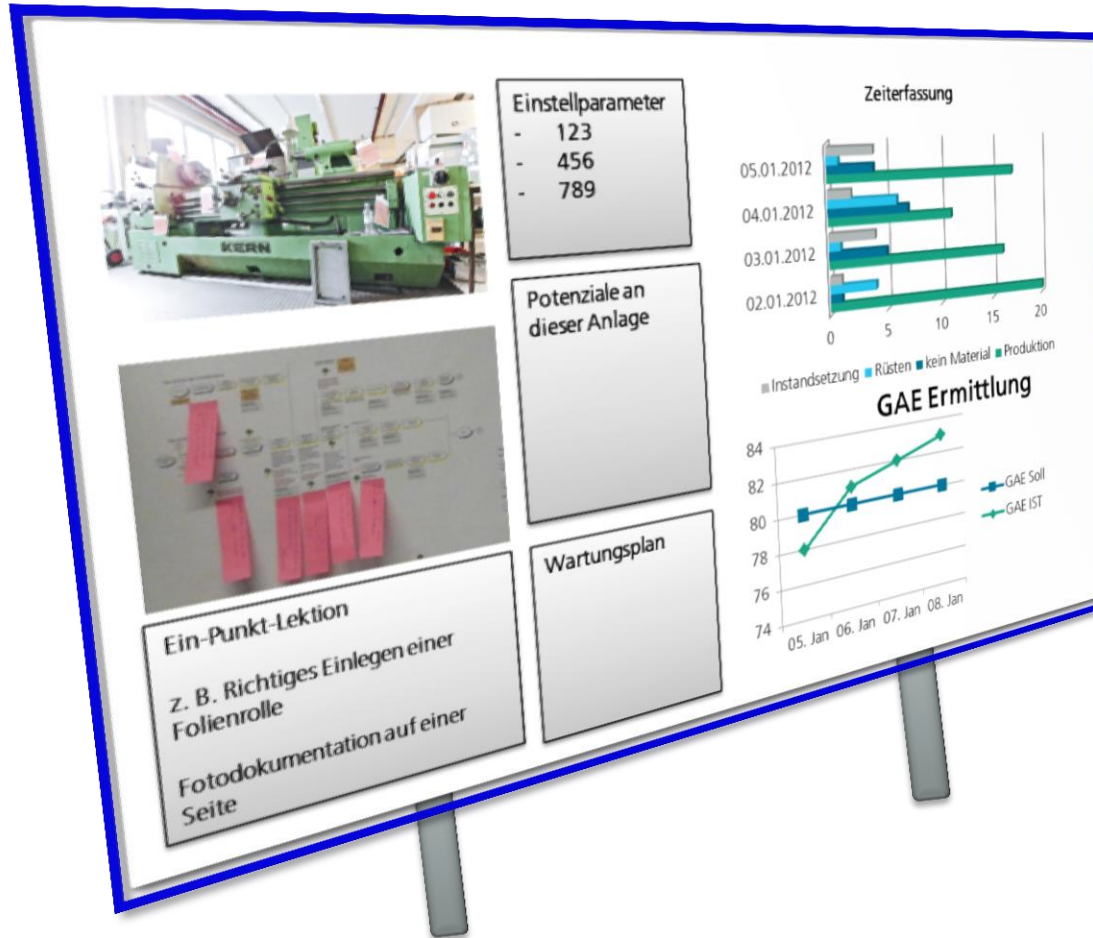 KERN
Ein-Punkt-Lektion
z. B. Richtiges Einlegen einer
Folienrolle
Fotodokumentation auf einer
Seite
Einstellparameter
- 123
- 456
- 789
Potenziale an
dieser Anlage
Wartungsplan
Zeiterfassung
05.01.2012
04.01.2012
03.01.2012
02.01.2012
0 5 10 15 20
Instandsetzung Rüsten kein Material Produktion
GAE Ermittlung
84
82
80
78
76
74
05. Jan 06. Jan 07. Jan 08. Jan
GAE Soll
GAE IST